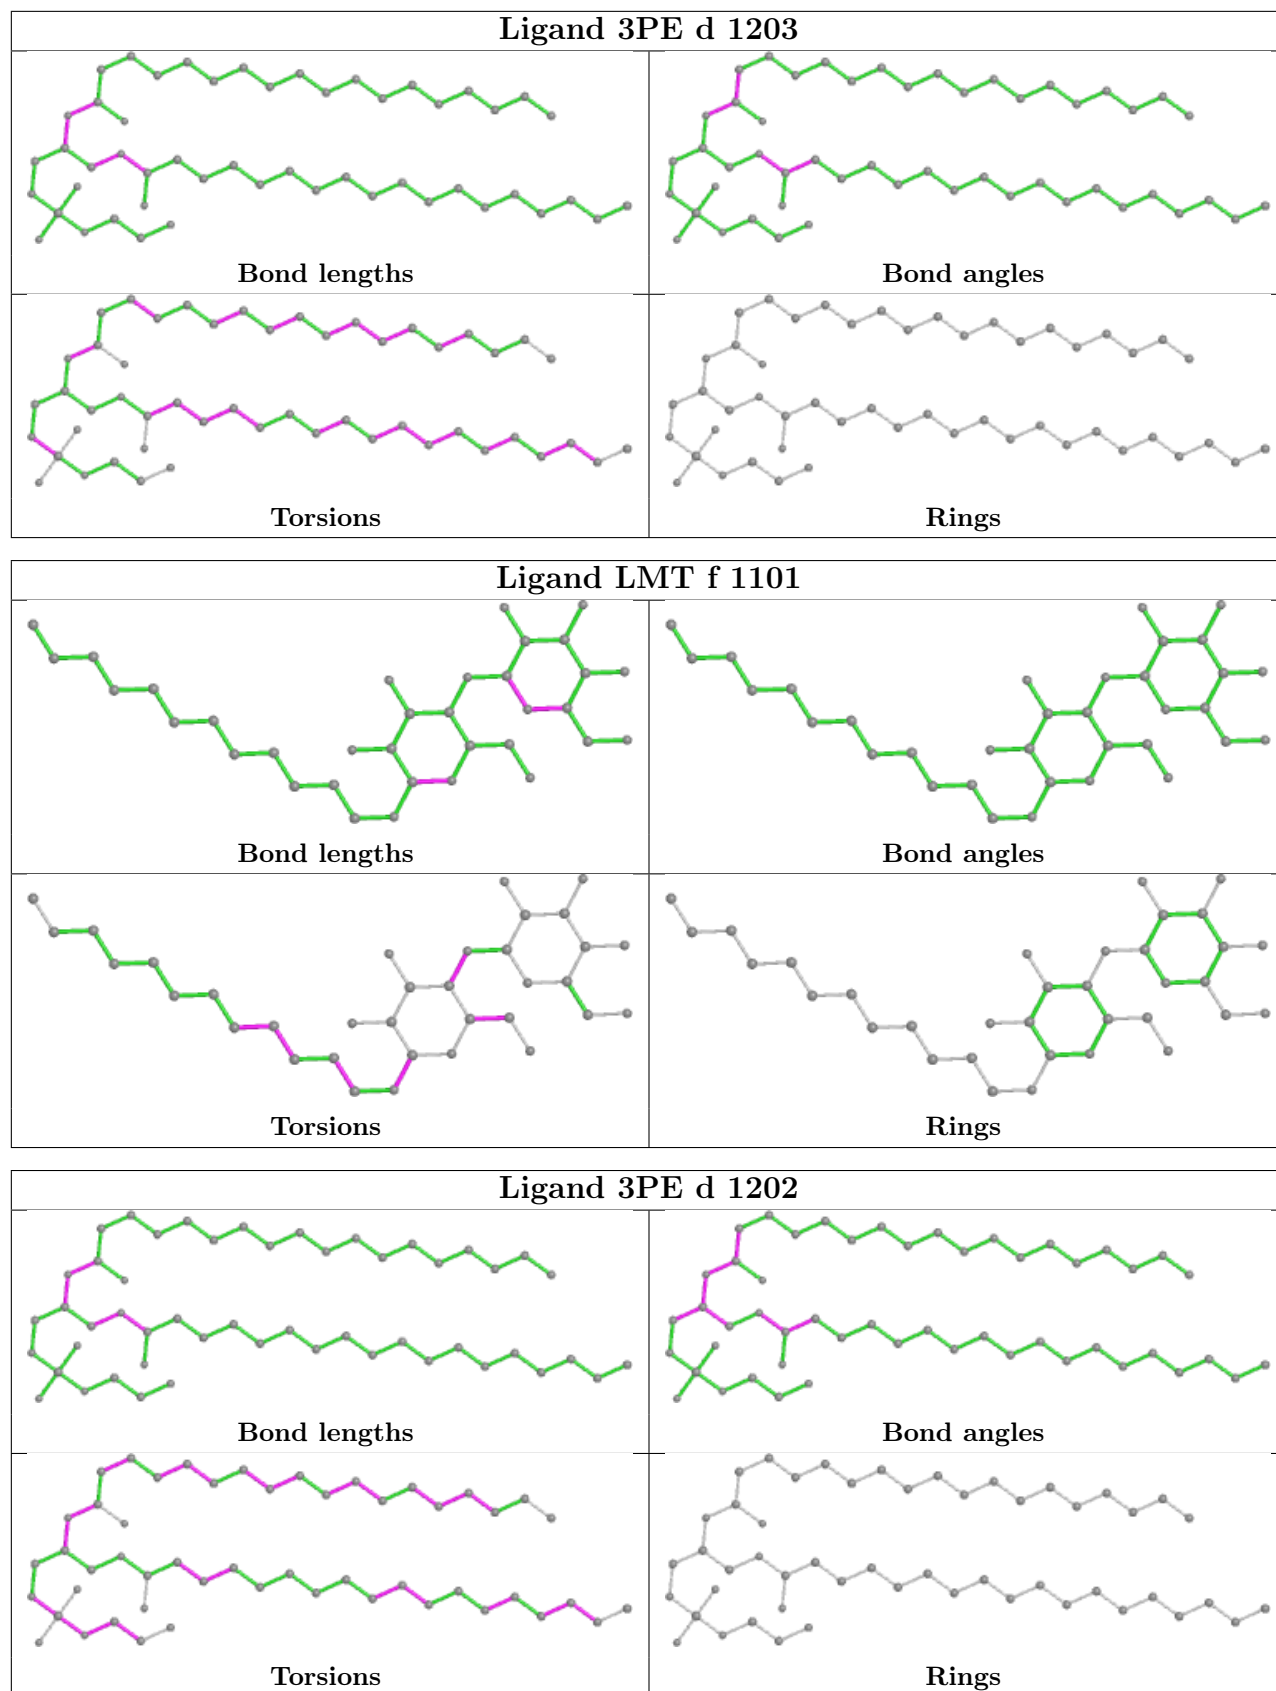 Ligand 3PE d 1203
Bond lengths
Bond angles
Torsions
Rings
Ligand LMT f 1101
Bond lengths
Bond angles
Torsions
Rings
Ligand 3PE d 1202
Bond lengths
Bond angles
Torsions
Rings